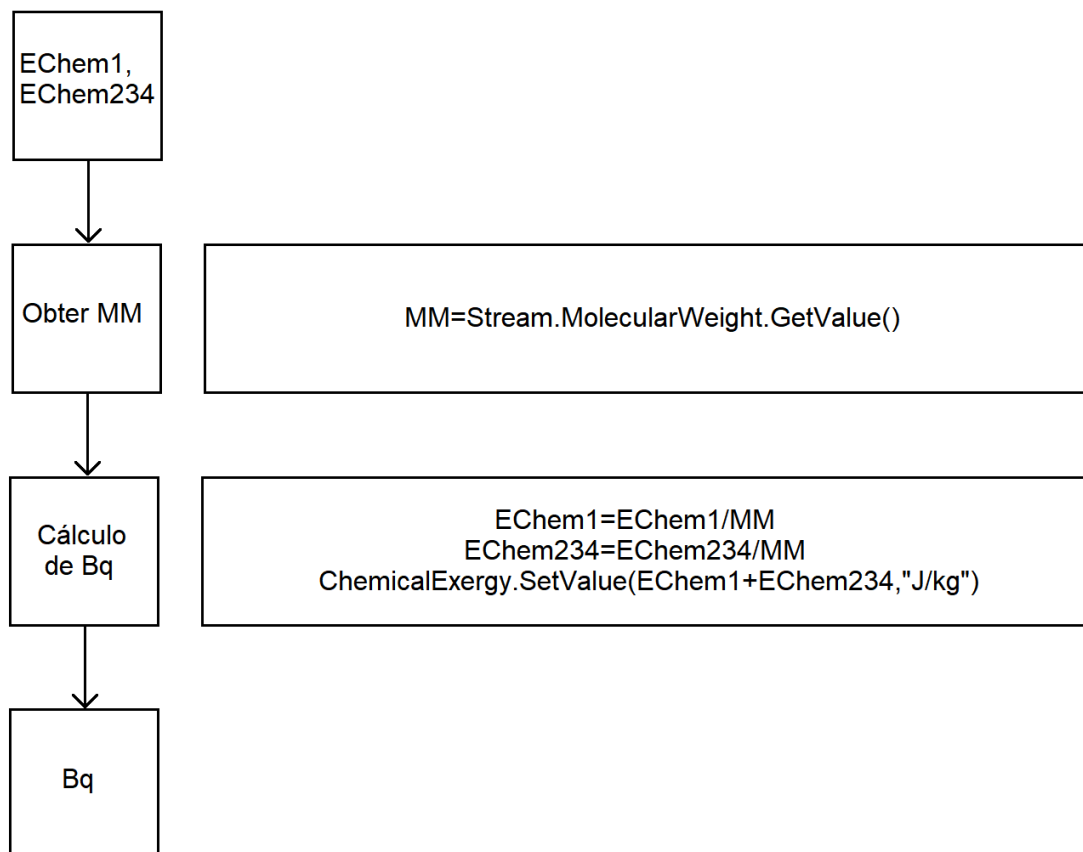 EChem1,
EChem234
Obter MM
MM=Stream.MolecularWeight.GetValue()
Cálculo
de Bq
EChem1=EChem1/MM
EChem234=EChem234/MM
ChemicalExergy.SetValue(EChem1+EChem234,"J/kg")
Bq